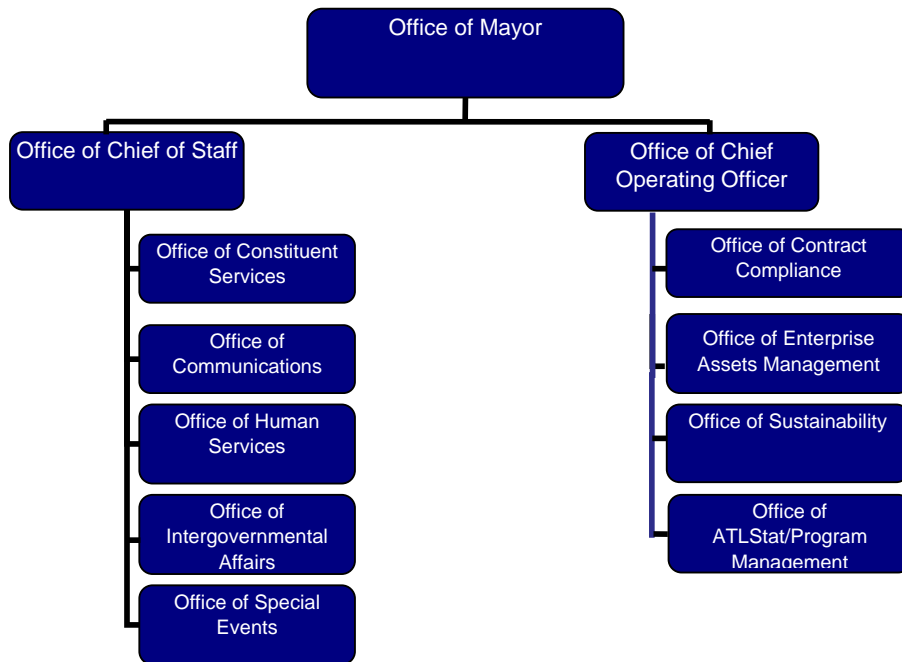 Office of Mayor
Office of Chief of Staff
Office of Chief
Operating Officer
Office of Constituent
Services
Office of
Communications
Office of Human
Services
Office of
Intergovernmental
Affairs
Office of Special
Events
Office of Contract
Compliance
Office of Enterprise
Assets Management
Office of Sustainability
Office of
ATLStat/Program
Management